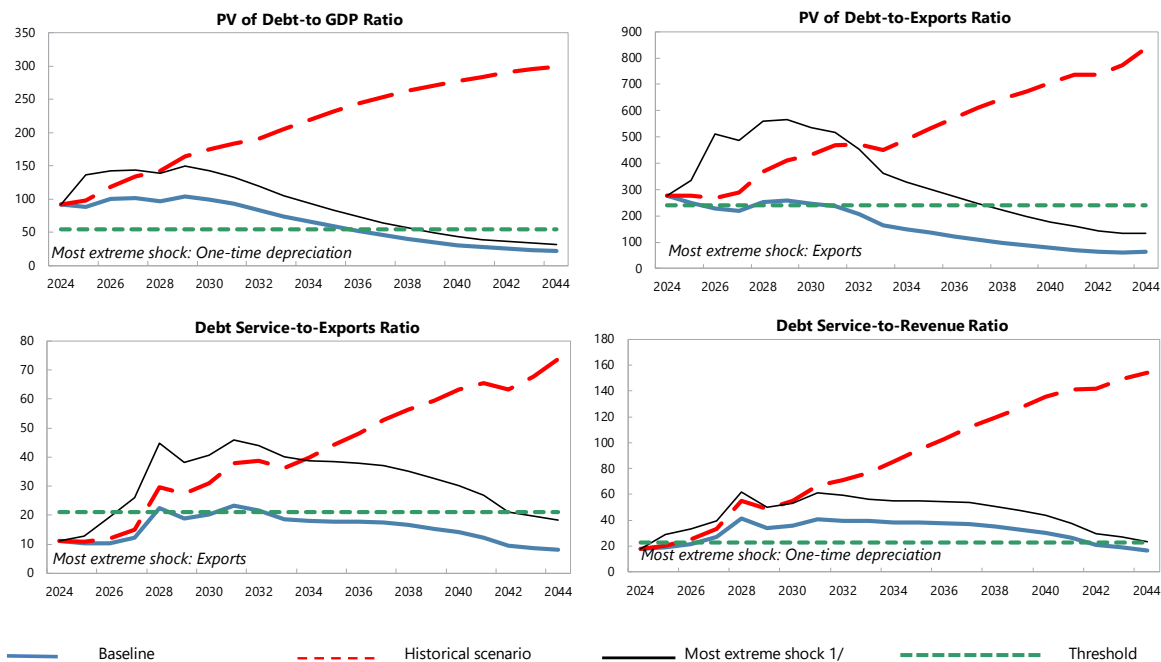 PV of Debt-to GDP Ratio
350
300
250
200
150
100
50
0
Most extreme shock: One-time depreciation
2024 2026 2028 2030 2032 2034 2036 2038 2040 2042 2044
PV of Debt-to-Exports Ratio
900
800
700
600
500
400
300
200
100
0
Most extreme shock: Exports
2024 2026 2028 2030 2032 2034 2036 2038 2040 2042 2044
Debt Service-to-Exports Ratio
80
70
60
50
40
30
20
10
0
Most extreme shock: Exports
2024 2026 2028 2030 2032 2034 2036 2038 2040 2042 2044
Debt Service-to-Revenue Ratio
180
160
140
120
100
80
60
40
20
0
Most extreme shock: One-time depreciation
2024 2026 2028 2030 2032 2034 2036 2038 2040 2042 2044
Baseline Historical scenario Most extreme shock 1/ Threshold